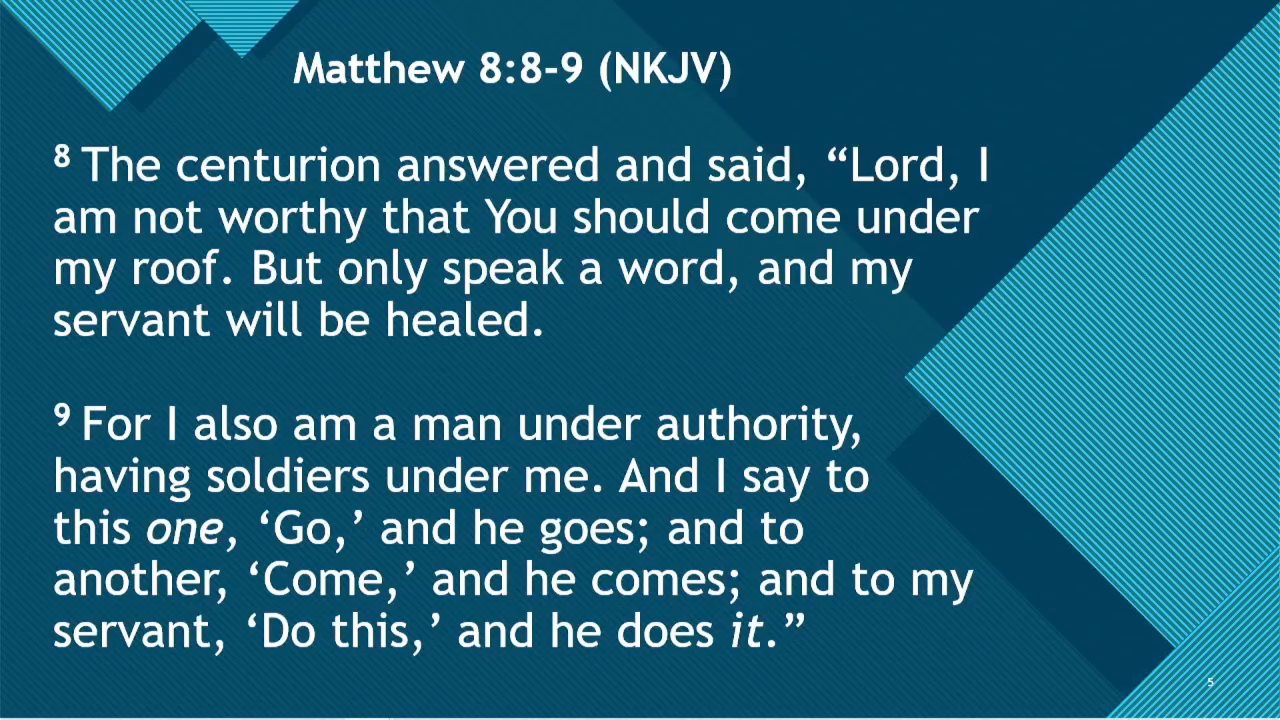 Matthew 8:8-9 (NKJV)
8 The centurion answered and said, “Lord, I
am not worthy that You should come under
my roof. But only speak a word, and my
servant will be healed.
9 For I also am a man under authority,
having soldiers under me. And I say to
this one, ‘Go,’ and he goes; and to
another, ‘Come,’ and he comes; and to my
servant, ‘Do this,’ and he does it.”
5